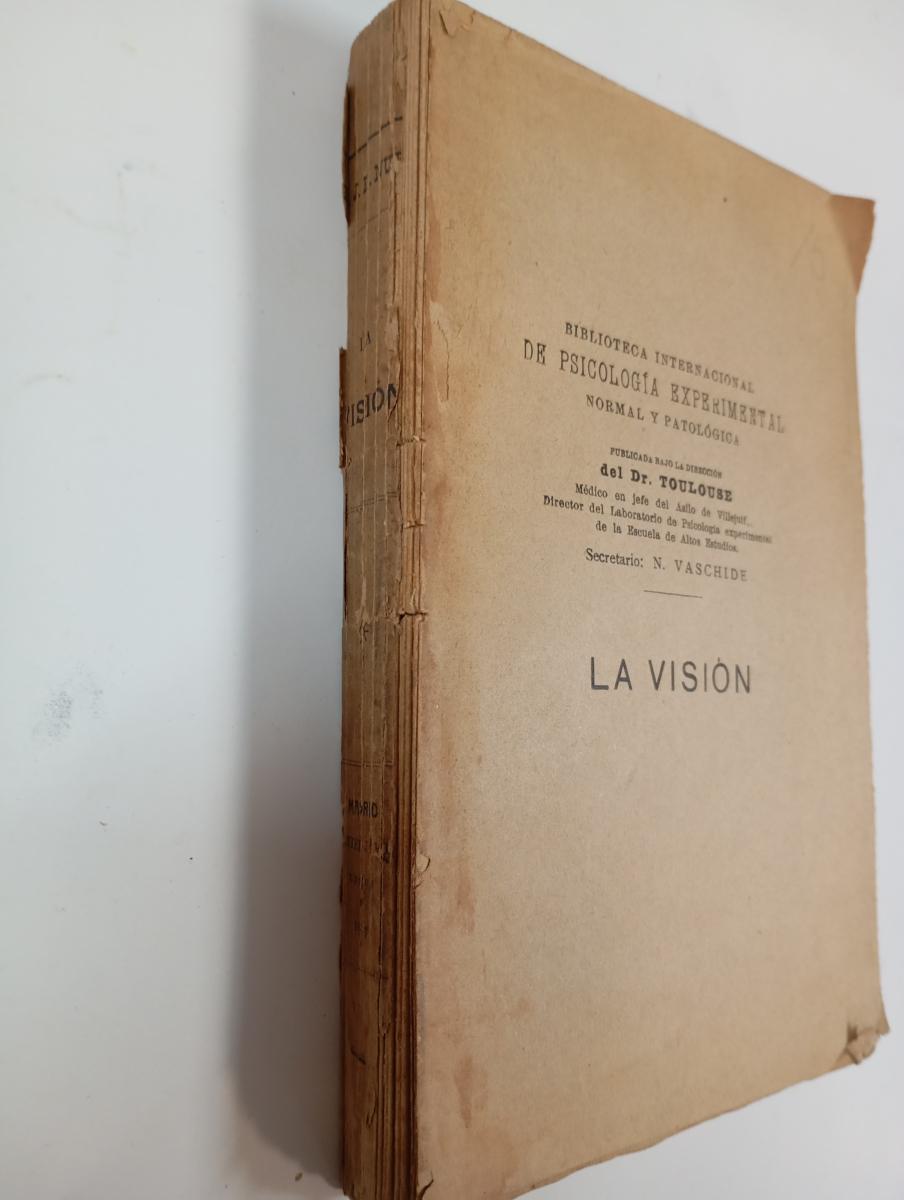 LA
VISIÓN
MADRID
BIBLIOTECA INTERNACIONAL
DE PSICOLOGÍA EXPERIMENTAL
NORMAL Y PATOLÓGICA
PUBLICADA BAJO LA DIRECCIÓN
del Dr. TOULOUSE
Médico en jefe del Asilo de Villejuif.
Director del Laboratorio de Psicología experimental
de la Escuela de Altos Estudios.
Secretario: N. VASCHIDE
LA VISIÓN